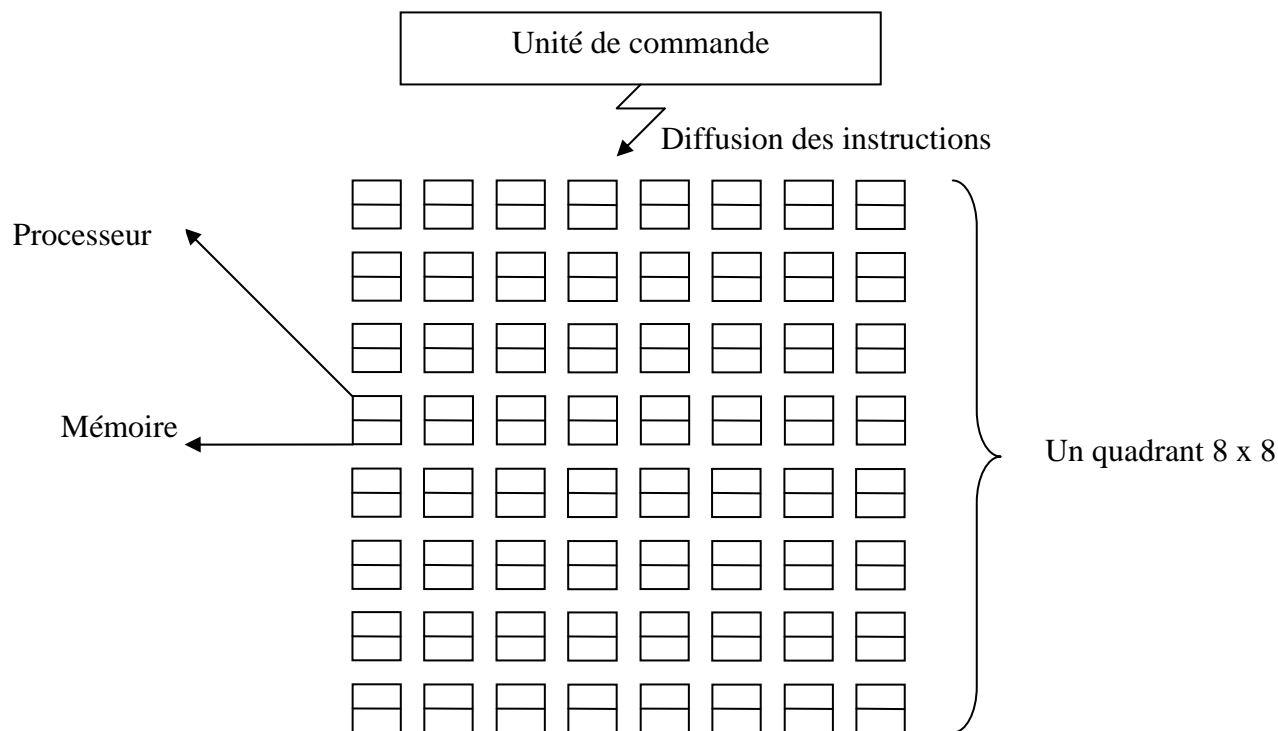 Unité de commande
Diffusion des instructions
Processeur
Mémoire
Un quadrant 8 x 8